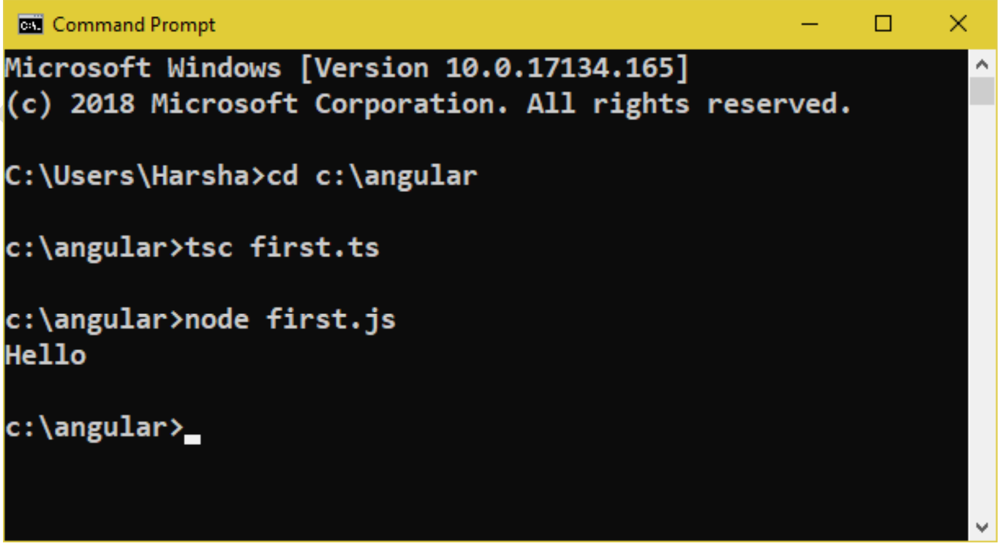 Command Prompt
Microsoft Windows [Version 10.0.17134.165]
(c) 2018 Microsoft Corporation. All rights reserved.
C:\Users\Harsha>cd c:\angular
c:\angular>tsc first.ts
c:\angular>node first.js
Hello
c:\angular>